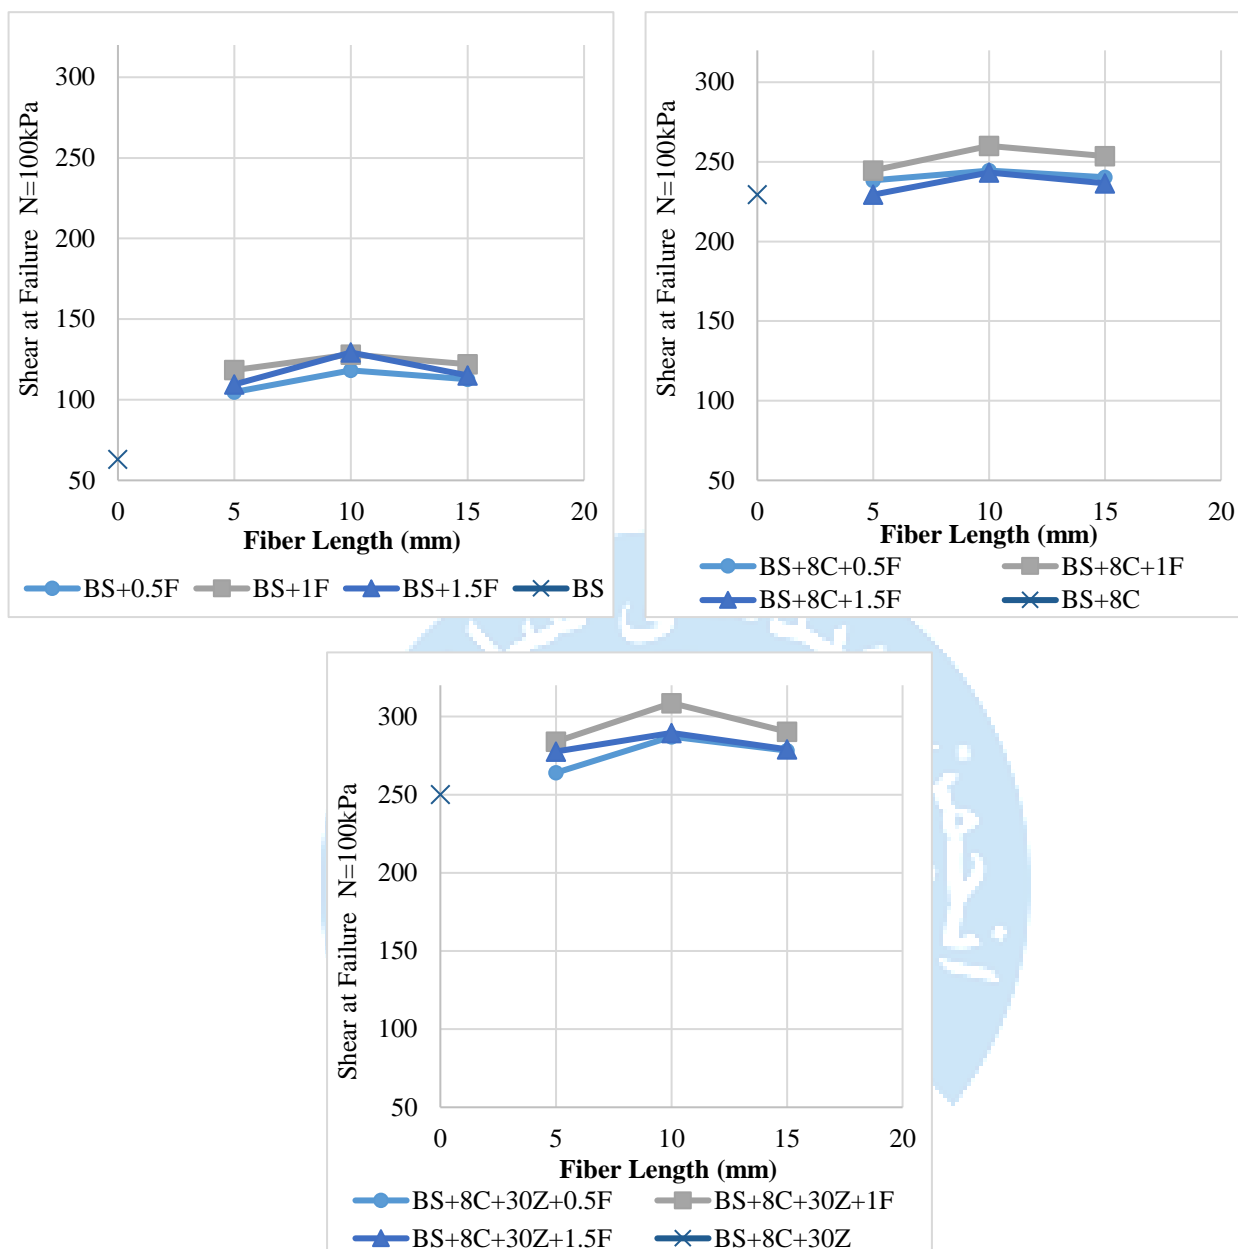 300
250
200
150
100
50
0 5 10 15 20
Shear at Failure N=100kPa
Fiber Length (mm)
BS+0.5F BS+1F BS+1.5F BS
300
250
200
150
100
50
0 5 10 15 20
Shear at Failure N=100kPa
Fiber Length (mm)
BS+8C+0.5F BS+8C+1F
BS+8C+1.5F BS+8C
300
250
200
150
100
50
0 5 10 15 20
Shear at Failure N=100kPa
Fiber Length (mm)
BS+8C+30Z+0.5F BS+8C+30Z+1F
BS+8C+30Z+1.5F BS+8C+30Z